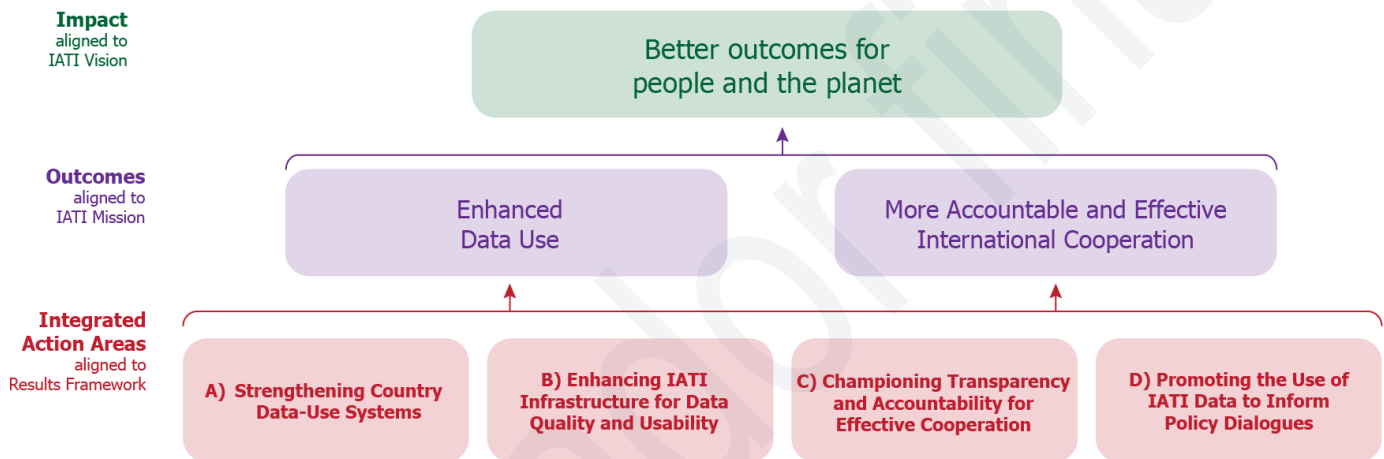 Impact
aligned to
IATI Vision
Better outcomes for
people and the planet
Outcomes
aligned to
IATI Mission
Enhanced
Data Use
More Accountable and Effective
International Cooperation
Integrated
Action Areas
aligned to
Results Framework
A) Strengthening Country
Data-Use Systems
B) Enhancing IATI
Infrastructure for Data
Quality and Usability
C) Championing Transparency
and Accountability for
Effective Cooperation
D) Promoting the Use of
IATI Data to Inform
Policy Dialogues